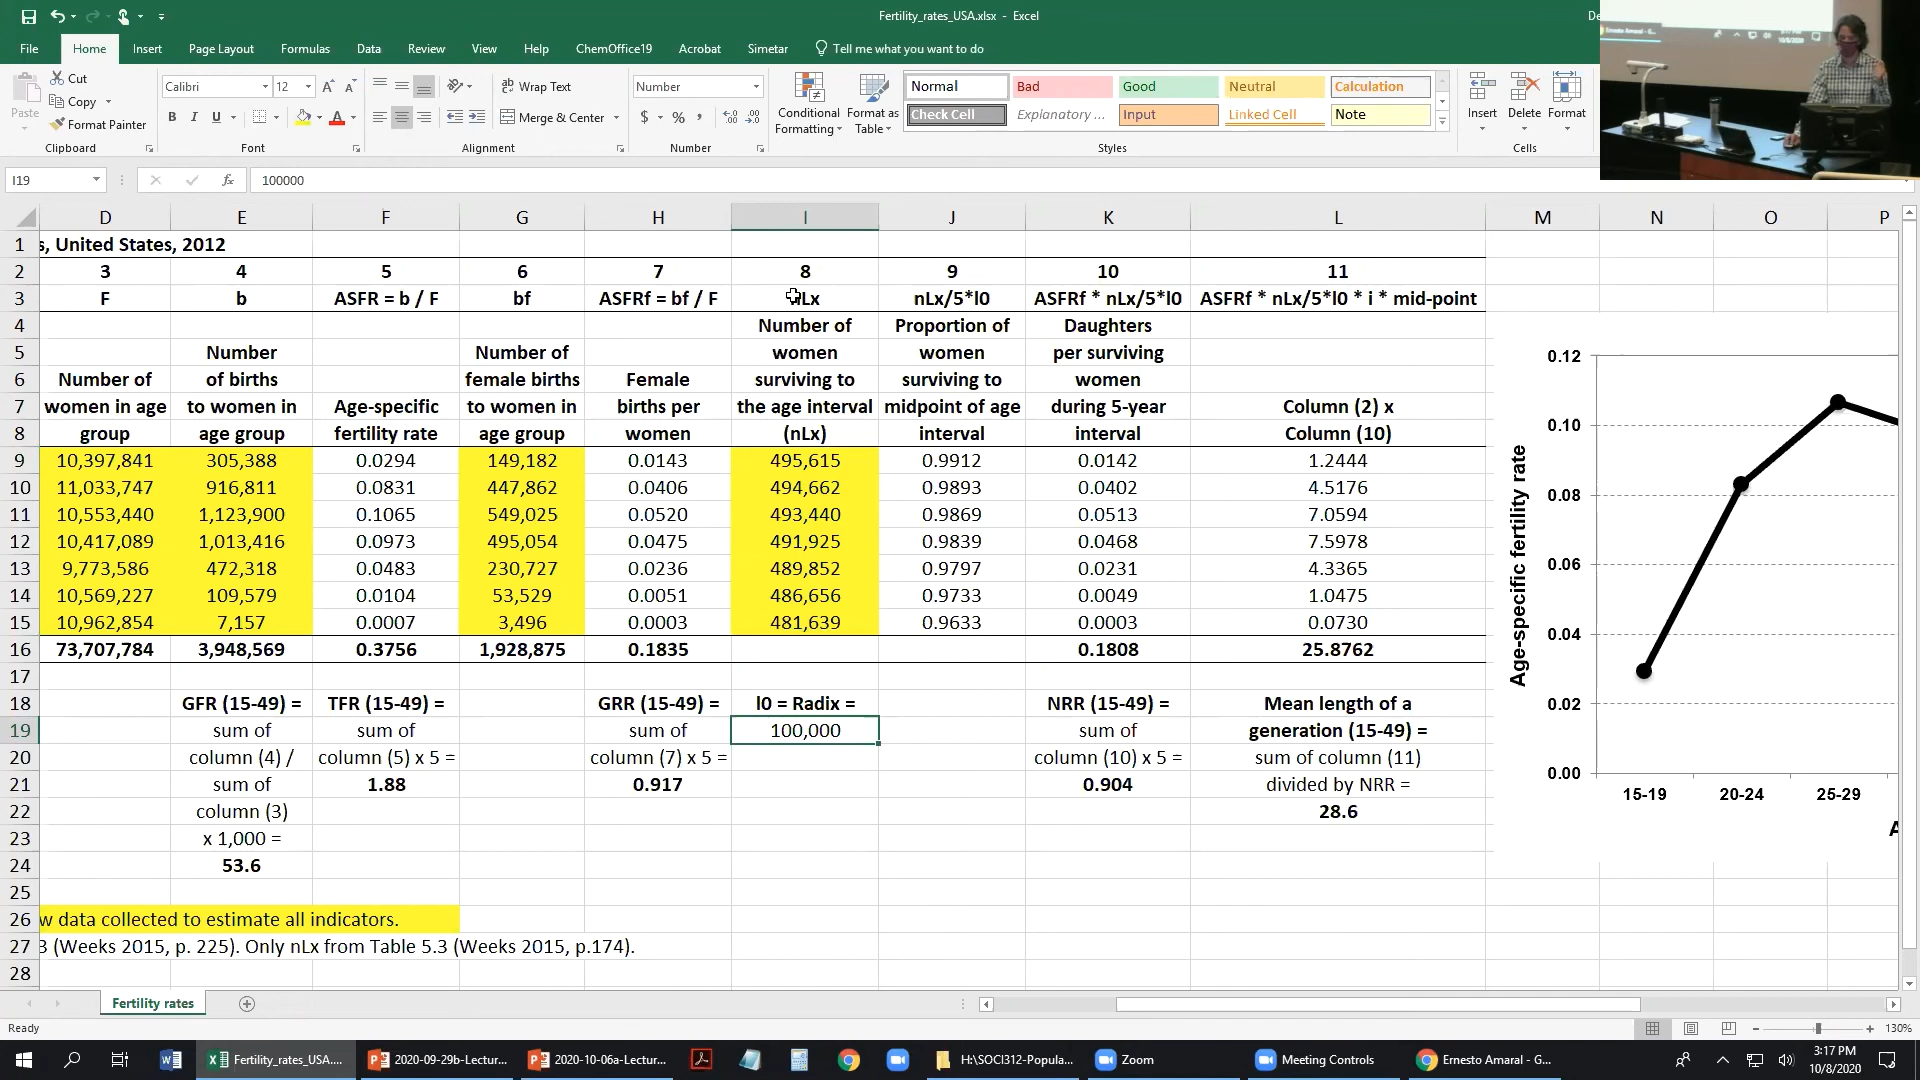 Fertility_rates_USA.xlsx - Excel
De
File Home Insert Page Layout Formulas Data Review View Help ChemOffice19 Acrobat Simetar Tell me what you want to do
Paste
Cut
Copy
Format Painter
Clipboard
Calibri 12
B I U
Font
Wrap Text
Merge & Center
Alignment
Number
$ % ,
Number
Conditional Formatting
Format as Table
Normal Bad Good Neutral Calculation
Check Cell Explanatory ... Input Linked Cell Note
Styles
Insert Delete Format
Cells
I19 fx 100000
D E F G H I J K L M N O P
1 s, United States, 2012
2 3 4 5 6 7 8 9 10 11
3 F b ASFR = b / F bf ASFRf = bf / F nLx nLx/5*l0 ASFRf * nLx/5*l0 ASFRf * nLx/5*l0 * i * mid-point
4 Number of Proportion of Daughters
5 Number Number of women women per surviving
6 Number of of births female births Female surviving to surviving to women
7 women in age to women in Age-specific to women in births per the age interval midpoint of age during 5-year Column (2) x
8 group age group fertility rate age group women (nLx) interval interval Column (10)
9 10,397,841 305,388 0.0294 149,182 0.0143 495,615 0.9912 0.0142 1.2444
10 11,033,747 916,811 0.0831 447,862 0.0406 494,662 0.9893 0.0402 4.5176
11 10,553,440 1,123,900 0.1065 549,025 0.0520 493,440 0.9869 0.0513 7.0594
12 10,417,089 1,013,416 0.0973 495,054 0.0475 491,925 0.9839 0.0468 7.5978
13 9,773,586 472,318 0.0483 230,727 0.0236 489,852 0.9797 0.0231 4.3365
14 10,569,227 109,579 0.0104 53,529 0.0051 486,656 0.9733 0.0049 1.0475
15 10,962,854 7,157 0.0007 3,496 0.0003 481,639 0.9633 0.0003 0.0730
16 73,707,784 3,948,569 0.3756 1,928,875 0.1835 0.1808 25.8762
17
18 GFR (15-49) = TFR (15-49) = GRR (15-49) = l0 = Radix = NRR (15-49) = Mean length of a
19 sum of sum of sum of 100,000 sum of generation (15-49) =
20 column (4) / column (5) x 5 = column (7) x 5 = column (10) x 5 = sum of column (11)
21 sum of 1.88 0.917 0.904 divided by NRR =
22 column (3) 28.6
23 x 1,000 =
24 53.6
25
26 w data collected to estimate all indicators.
27 3 (Weeks 2015, p. 225). Only nLx from Table 5.3 (Weeks 2015, p.174).
28
Age-specific fertility rate
0.12
0.10
0.08
0.06
0.04
0.02
0.00
15-19 20-24 25-29
A
Fertility rates
Ready
130%
Fertility_rates_USA.... 2020-09-29b-Lectur... 2020-10-06a-Lectur... H:\SOCI312-Popula... Zoom Meeting Controls Ernesto Amaral - G...
3:17 PM
10/8/2020